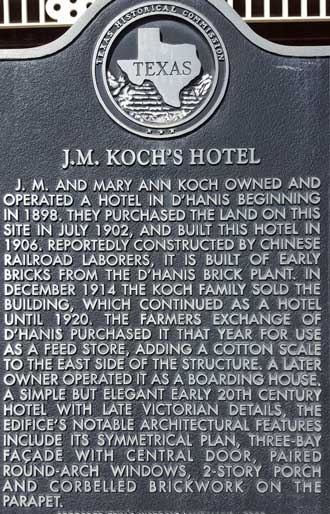 TEXAS HISTORICAL COMMISSION
TEXAS
J.M. KOCH'S HOTEL
J. M. AND MARY ANN KOCH OWNED AND
OPERATED A HOTEL IN D'HANIS BEGINNING
IN 1898. THEY PURCHASED THE LAND ON THIS
SITE IN JULY 1902, AND BUILT THIS HOTEL IN
1906. REPORTEDLY CONSTRUCTED BY CHINESE
RAILROAD LABORERS, IT IS BUILT OF EARLY
BRICKS FROM THE D'HANIS BRICK PLANT. IN
DECEMBER 1914 THE KOCH FAMILY SOLD THE
BUILDING, WHICH CONTINUED AS A HOTEL
UNTIL 1920. THE FARMERS EXCHANGE OF
D'HANIS PURCHASED IT THAT YEAR FOR USE
AS A FEED STORE, ADDING A COTTON SCALE
TO THE EAST SIDE OF THE STRUCTURE. A LATER
OWNER OPERATED IT AS A BOARDING HOUSE.
A SIMPLE BUT ELEGANT EARLY 20TH CENTURY
HOTEL WITH LATE VICTORIAN DETAILS, THE
EDIFICE'S NOTABLE ARCHITECTURAL FEATURES
INCLUDE ITS SYMMETRICAL PLAN, THREE-BAY
FAÇADE WITH CENTRAL DOOR, PAIRED
ROUND-ARCH WINDOWS, 2-STORY PORCH
AND CORBELLED BRICKWORK ON THE
PARAPET.